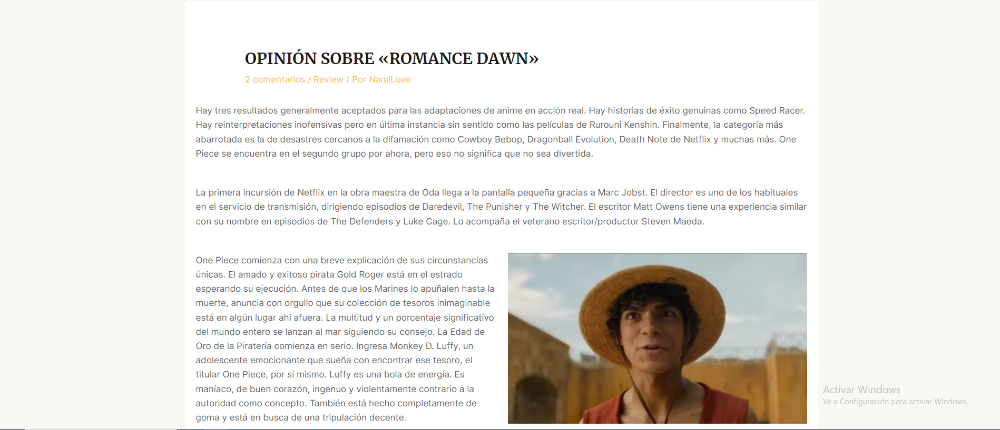 OPINIÓN SOBRE «ROMANCE DAWN»
2 comentarios / Review / Por NamiLove
Hay tres resultados generalmente aceptados para las adaptaciones de anime en acción real. Hay historias de éxito genuinas como Speed Racer.
Hay reinterpretaciones inofensivas pero en última instancia sin sentido como las películas de Rurouni Kenshin. Finalmente, la categoría más
abarrotada es la de desastres cercanos a la difamación como Cowboy Bebop, Dragonball Evolution, Death Note de Netflix y muchas más. One
Piece se encuentra en el segundo grupo por ahora, pero eso no significa que no sea divertida.
La primera incursión de Netflix en la obra maestra de Oda llega a la pantalla pequeña gracias a Marc Jobst. El director es uno de los habituales
en el servicio de transmisión, dirigiendo episodios de Daredevil, The Punisher y The Witcher. El escritor Matt Owens tiene una experiencia similar
con su nombre en episodios de The Defenders y Luke Cage. Lo acompaña el veterano escritor/productor Steven Maeda.
One Piece comienza con una breve explicación de sus circunstancias
únicas. El amado y exitoso pirata Gold Roger está en el estrado
esperando su ejecución. Antes de que los Marines lo apuñalen hasta la
muerte, anuncia con orgullo que su colección de tesoros inimaginable
está en algún lugar ahí afuera. La multitud y un porcentaje significativo
del mundo entero se lanzan al mar siguiendo su consejo. La Edad de
Oro de la Piratería comienza en serio. Ingresa Monkey D. Luffy, un
adolescente emocionante que sueña con encontrar ese tesoro, el
titular One Piece, por sí mismo. Luffy es una bola de energía. Es
maníaco, de buen corazón, ingenuo y violentamente contrario a la
autoridad como concepto. También está hecho completamente de
goma y está en busca de una tripulación decente.
Activar Windows
Ve a Configuración para activar Windows.